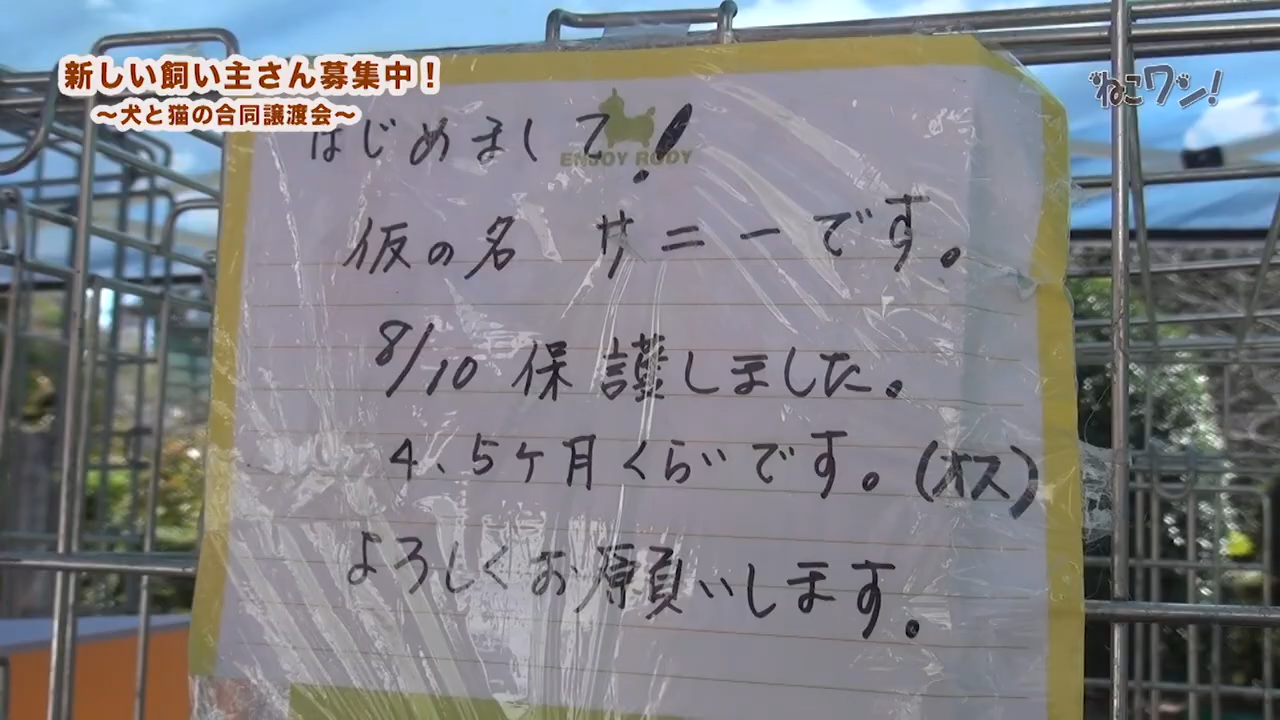 新しい飼い主さん募集中！
～犬と猫の合同譲渡会～
ねこワン！
ENJOY RODY
はじめまして！
仮の名 サニーです。
8/10 保護しました。
4、5ケ月くらいです。（オス）
よろしくお願いします。